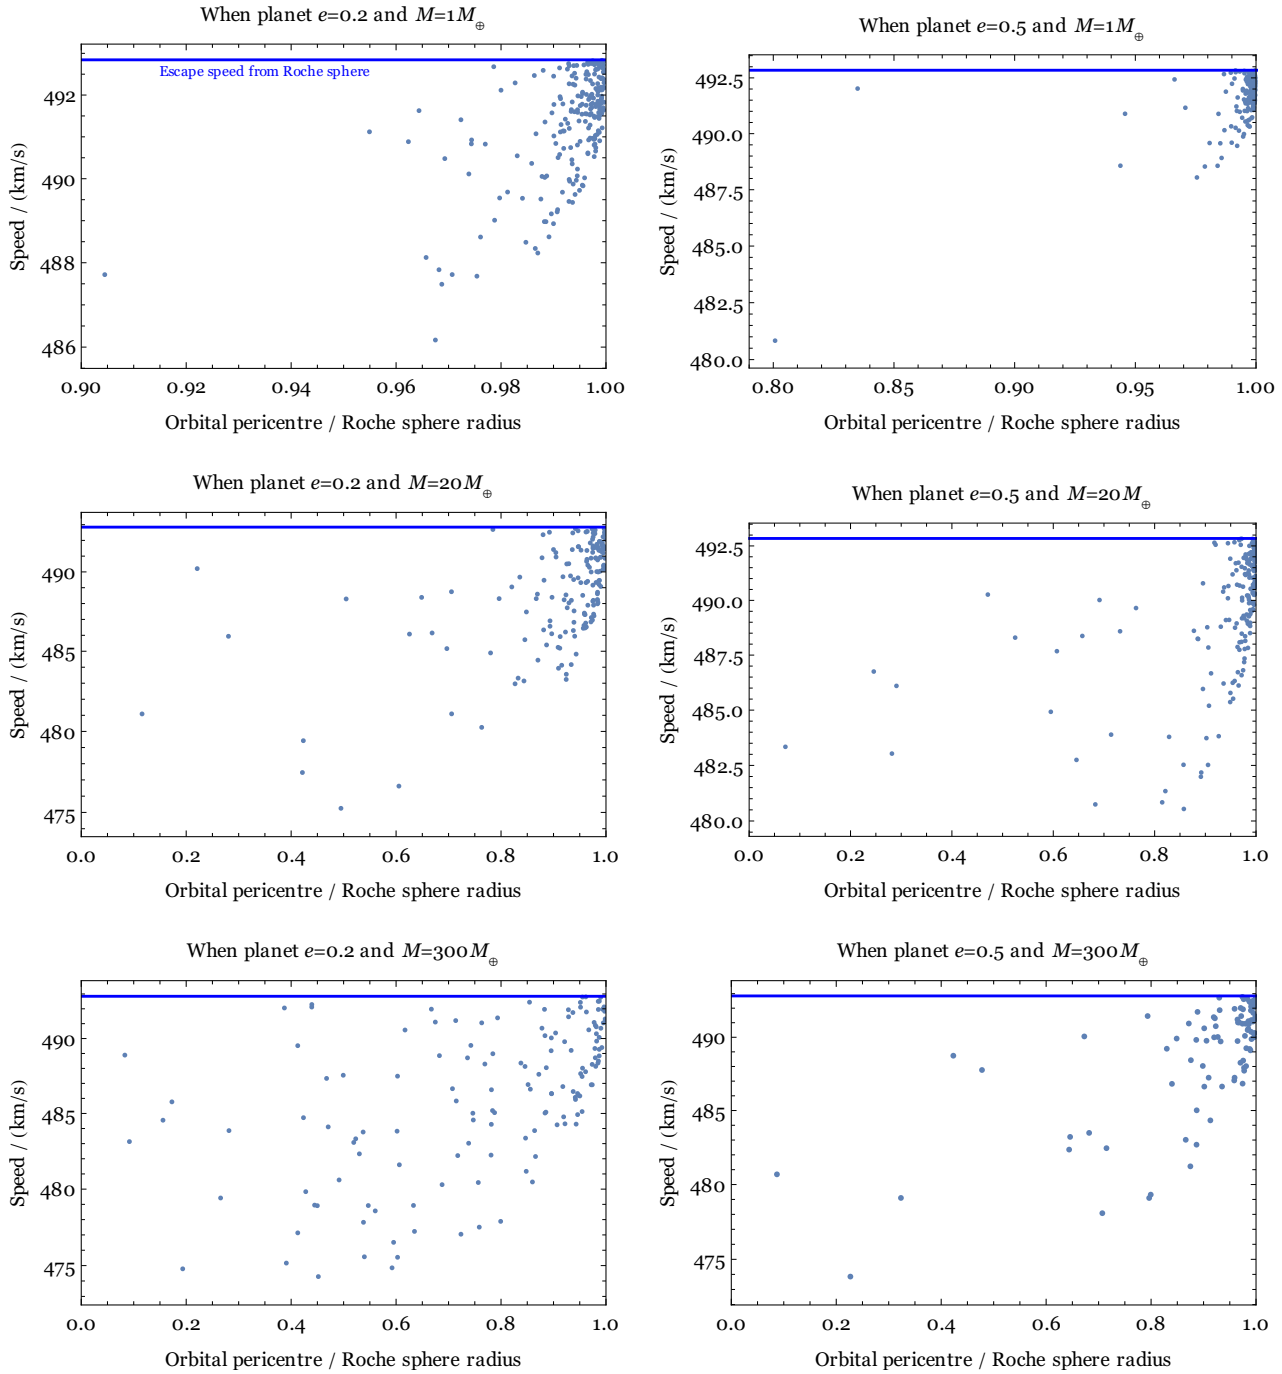 When planet e=0.2 and M=1M⊕
Escape speed from Roche sphere
492
490
488
486
Speed / (km/s)
0.90 0.92 0.94 0.96 0.98 1.00
Orbital pericentre / Roche sphere radius
When planet e=0.5 and M=1M⊕
492.5
490.0
487.5
485.0
482.5
480.0
Speed / (km/s)
0.80 0.85 0.90 0.95 1.00
Orbital pericentre / Roche sphere radius
When planet e=0.2 and M=20M⊕
490
485
480
475
Speed / (km/s)
0.0 0.2 0.4 0.6 0.8 1.0
Orbital pericentre / Roche sphere radius
When planet e=0.5 and M=20M⊕
492.5
490.0
487.5
485.0
482.5
480.0
Speed / (km/s)
0.0 0.2 0.4 0.6 0.8 1.0
Orbital pericentre / Roche sphere radius
When planet e=0.2 and M=300M⊕
490
485
480
475
Speed / (km/s)
0.0 0.2 0.4 0.6 0.8 1.0
Orbital pericentre / Roche sphere radius
When planet e=0.5 and M=300M⊕
490
485
480
475
Speed / (km/s)
0.0 0.2 0.4 0.6 0.8 1.0
Orbital pericentre / Roche sphere radius